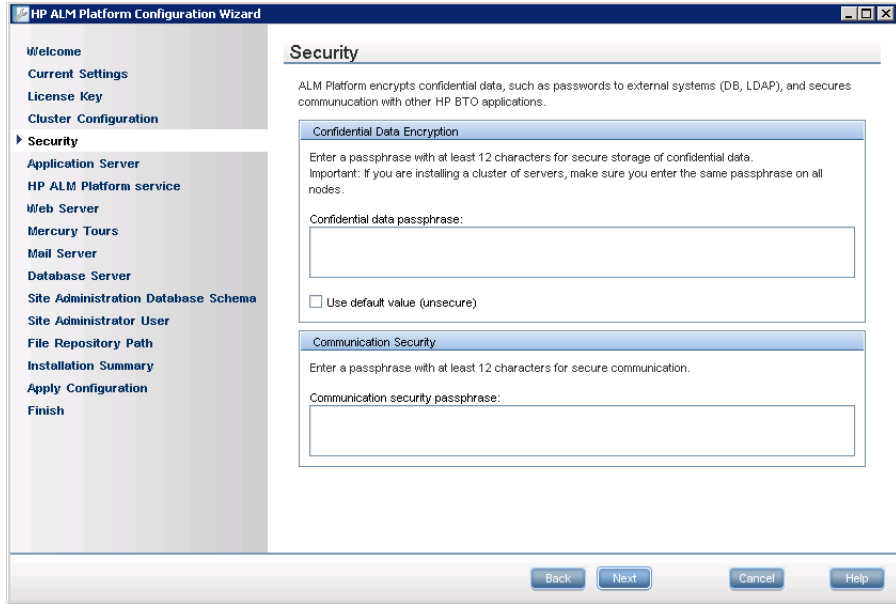 HP ALM Platform Configuration Wizard
Welcome
Current Settings
License Key
Cluster Configuration
Security
Application Server
HP ALM Platform service
Web Server
Mercury Tours
Mail Server
Database Server
Site Administration Database Schema
Site Administrator User
File Repository Path
Installation Summary
Apply Configuration
Finish
Security
ALM Platform encrypts confidential data, such as passwords to external systems (DB, LDAP), and secures
communucation with other HP BTO applications.
Confidential Data Encryption
Enter a passphrase with at least 12 characters for secure storage of confidential data.
Important: If you are installing a cluster of servers, make sure you enter the same passphrase on all
nodes.
Confidential data passphrase:
Use default value (unsecure)
Communication Security
Enter a passphrase with at least 12 characters for secure communication.
Communication security passphrase:
Back
Next
Cancel
Help